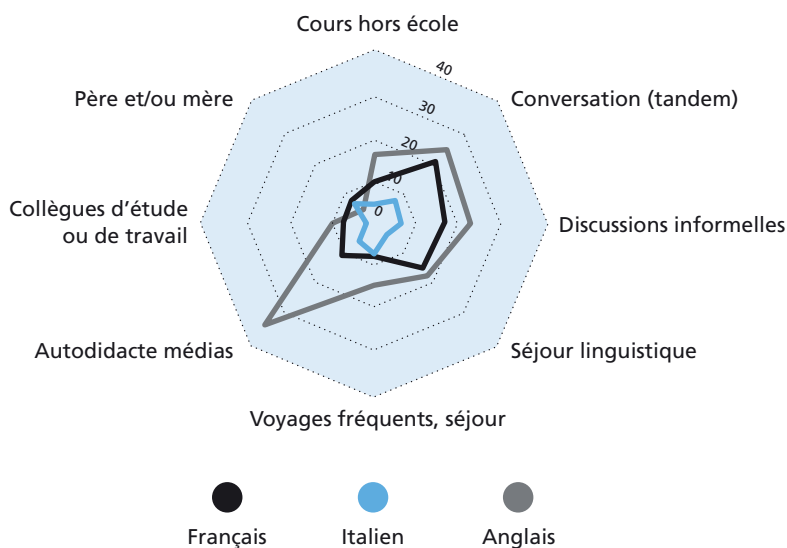 Cours hors école
40
Père et/ou mère
Conversation (tandem)
30
20
10
Collègues d’étude
ou de travail
0
Discussions informelles
Autodidacte médias
Séjour linguistique
Voyages fréquents, séjour
Français
Italien
Anglais